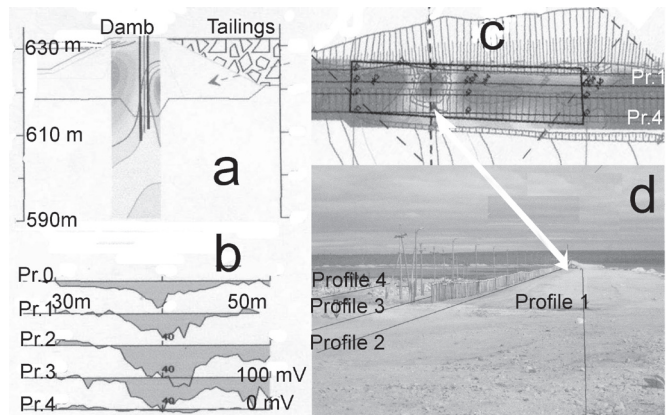 Damb
Tailings
630 m
610 m
590m
a
b
Pr.0
30m
50m
Pr.1
Pr.2
40
Pr.3
100 mV
40
0 mV
Pr.4
c
Pr.1
Pr.4
d
Profile 4
Profile 3
Profile 1
Profile 2